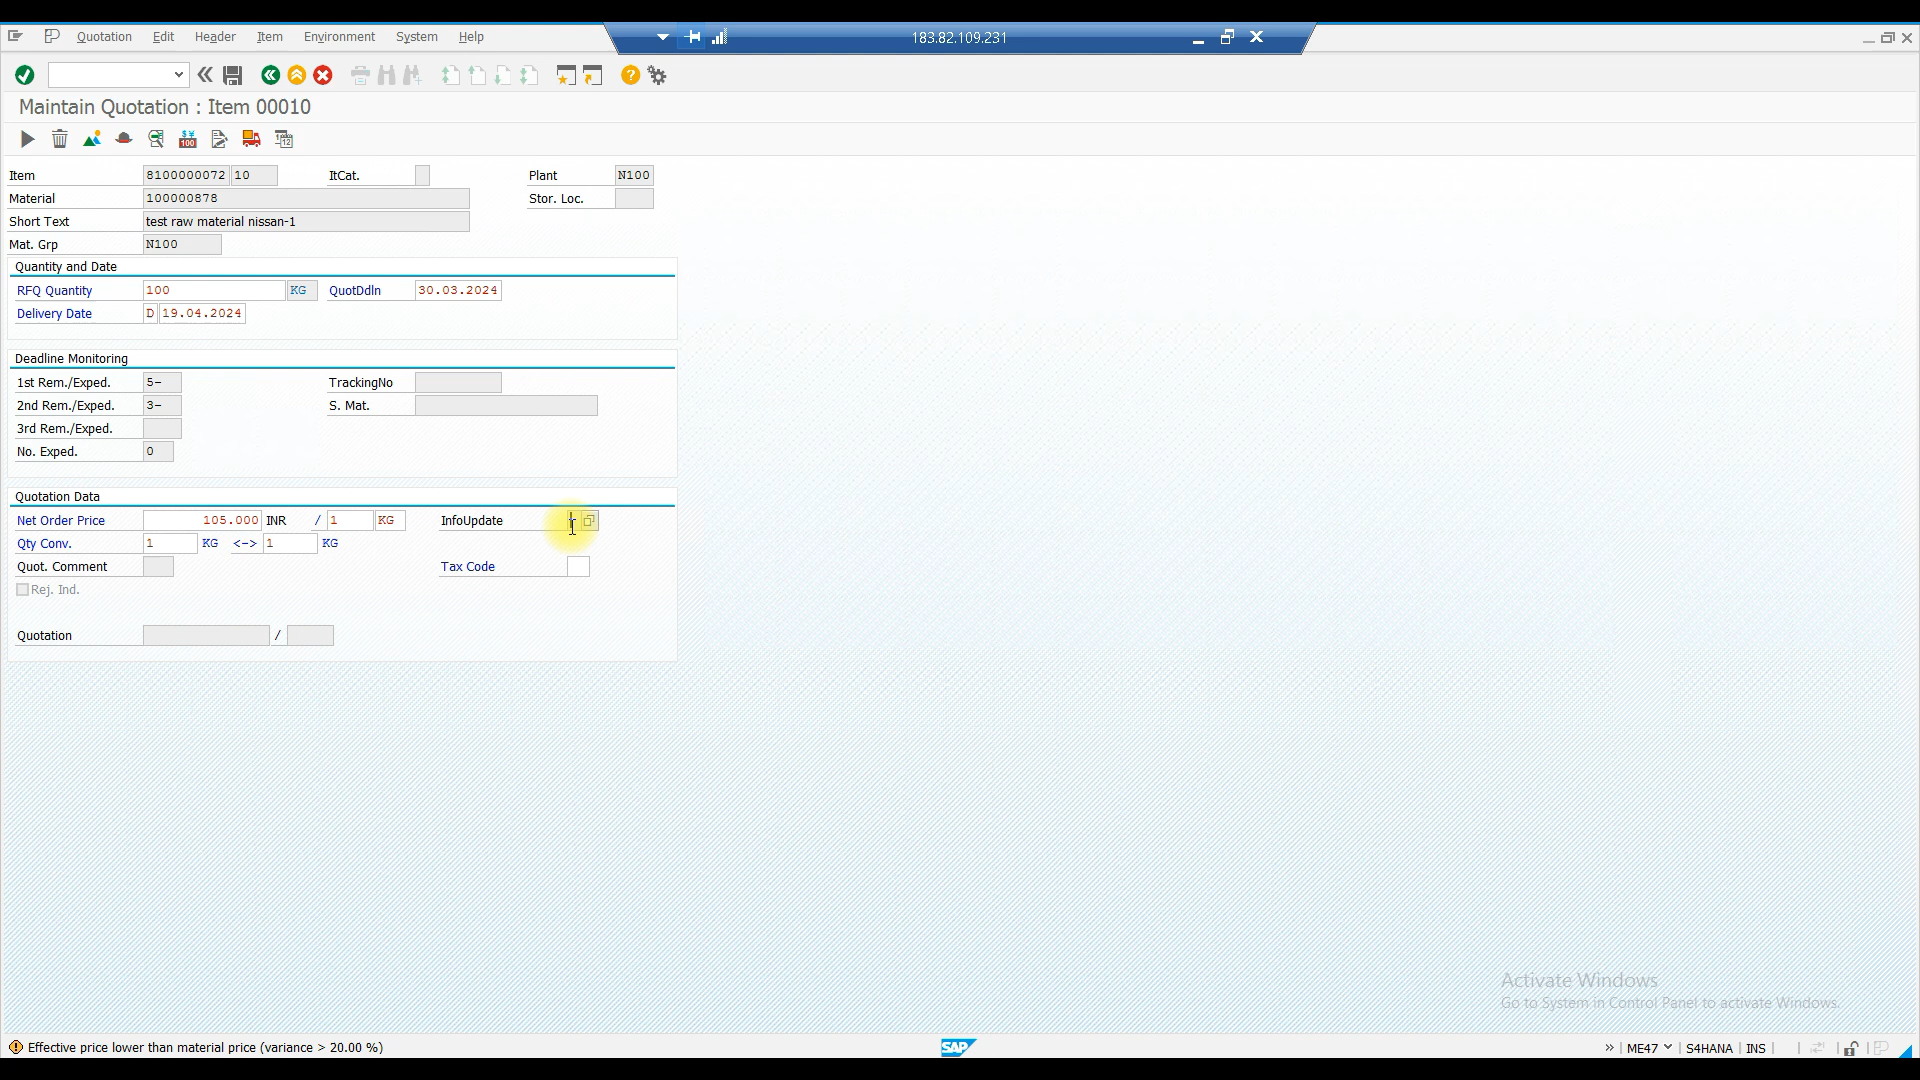 183.82.109.231
Quotation Edit Header Item Environment System Help
Maintain Quotation : Item 00010
Item 8100000072 10 ItCat. Plant N100
Material 100000878 Stor. Loc.
Short Text test raw material nissan-1
Mat. Grp N100
Quantity and Date
RFQ Quantity 100 KG QuotDdln 30.03.2024
Delivery Date D 19.04.2024
Deadline Monitoring
1st Rem./Exped. 5- TrackingNo
2nd Rem./Exped. 3- S. Mat.
3rd Rem./Exped.
No. Exped. 0
Quotation Data
Net Order Price 105.000 INR / 1 KG InfoUpdate
Qty Conv. 1 KG <-> 1 KG
Quot. Comment Tax Code
Rej. Ind.
Quotation /
Activate Windows
Go to System in Control Panel to activate Windows.
Effective price lower than material price (variance > 20.00 %) SAP » ME47 S4HANA INS